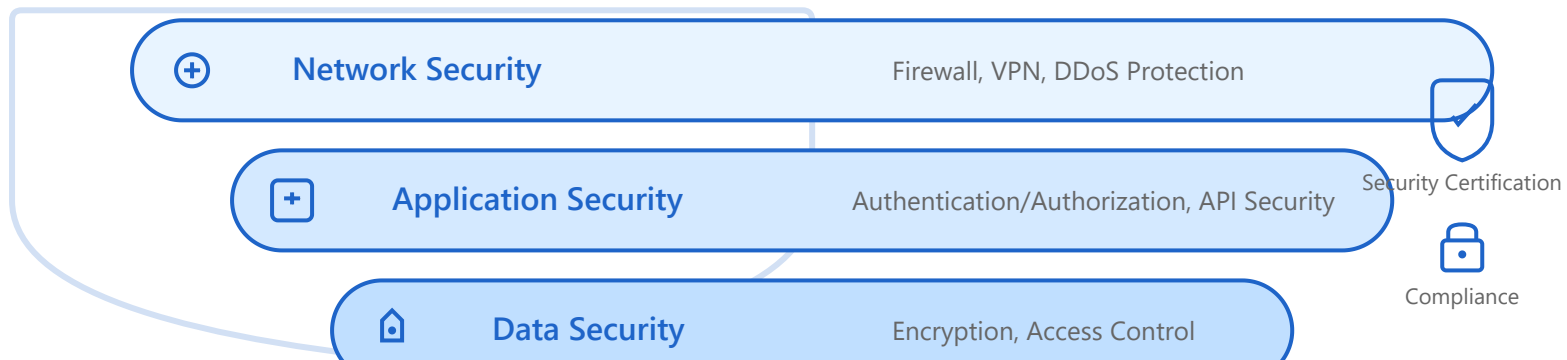 Network Security
Firewall, VPN, DDoS Protection
Application Security
Authentication/Authorization, API Security
Security Certification
Data Security
Encryption, Access Control
Compliance